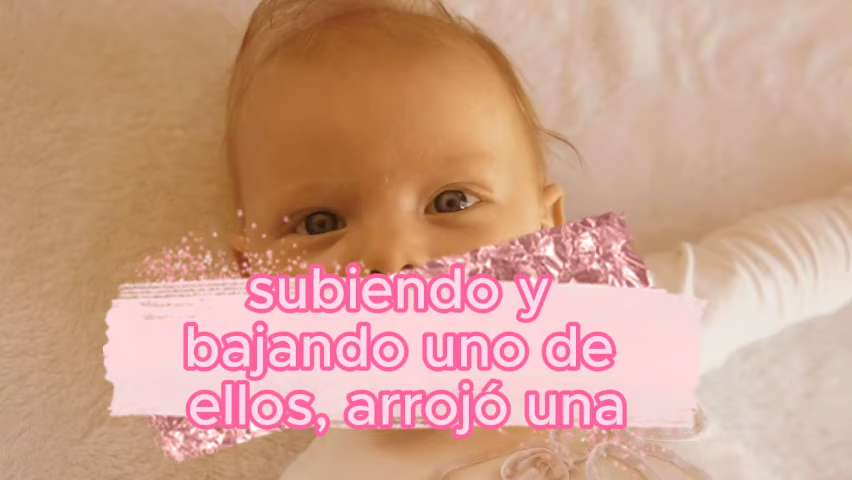 subiendo y
bajando uno de
ellos, arrojó una